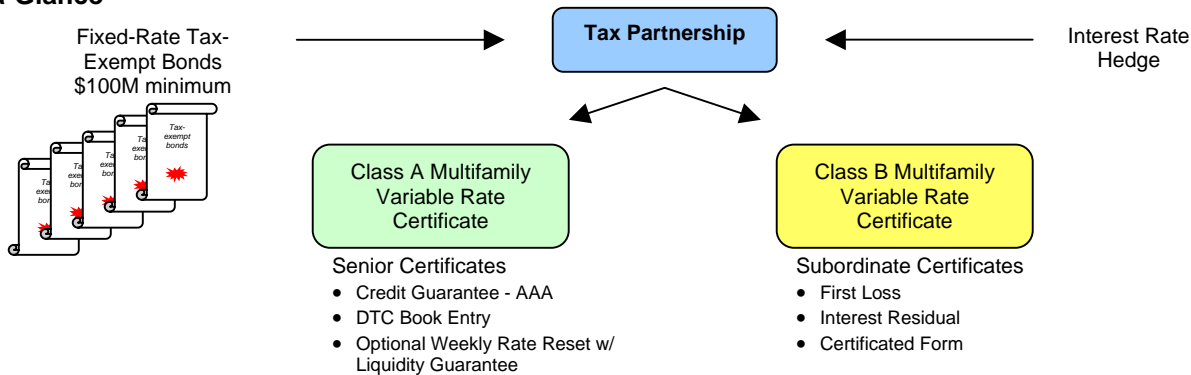 a Glance
Fixed-Rate Tax-
Exempt Bonds
$100M minimum
Tax Partnership
Interest Rate
Hedge
Tax-
exempt
bonds
Class A Multifamily
Variable Rate
Certificate
Class B Multifamily
Variable Rate
Certificate
Senior Certificates
• Credit Guarantee - AAA
• DTC Book Entry
• Optional Weekly Rate Reset w/
Liquidity Guarantee
Subordinate Certificates
• First Loss
• Interest Residual
• Certificated Form